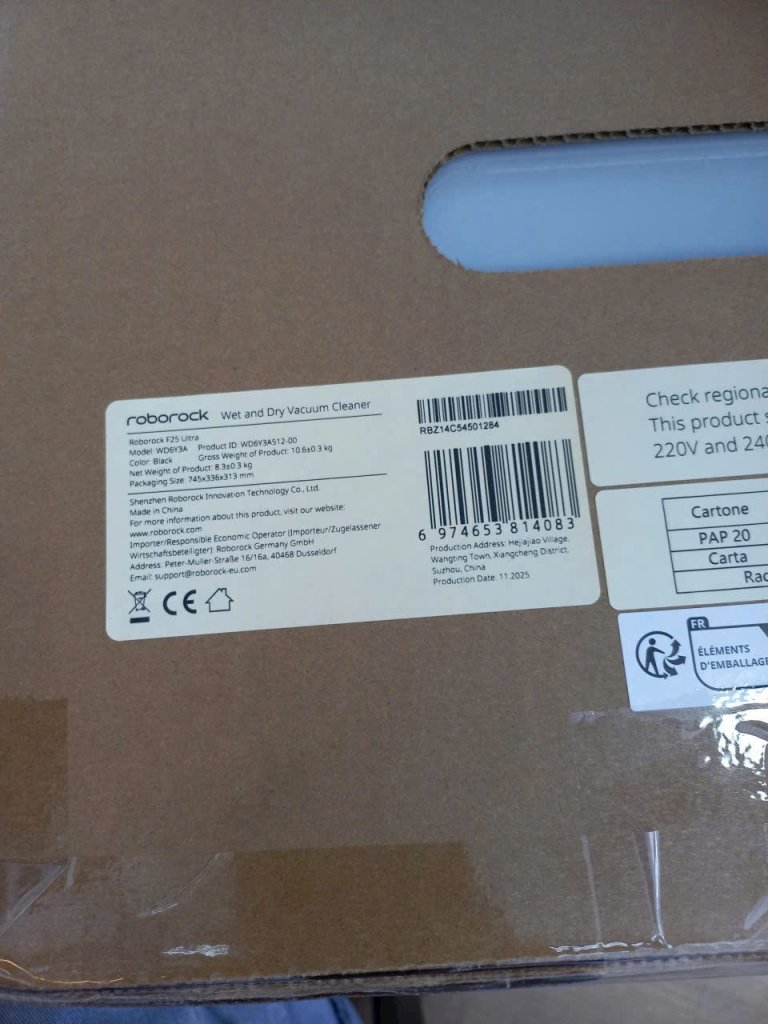 roborock Wet and Dry Vacuum Cleaner
Roborock F25 Ultra
Model: WD6Y3A Product ID: WD6Y3A512-00
Color: Black Gross Weight of Product: 10.6±0.3 kg
Net Weight of Product: 8.3±0.3 kg
Packaging Size: 745x336x313 mm
Shenzhen Roborock Innovation Technology Co., Ltd.
Made in China
For more information about this product, visit our website:
www.roborock.com
Importer/Responsible Economic Operator (Importeur/Zugelassener
Wirtschaftsbeteiligter): Roborock Germany GmbH
Address: Peter-Muller-Straße 16/16a, 40468 Dusseldorf
Email: support@roborock-eu.com
CE
RBZ14C54501284
6 974653 814083
Production Address: Hejiajiao Village,
Wangting Town, Xiangcheng District,
Suzhou, China
Production Date: 11.2025
Check regiona
This product s
220V and 240
Cartone
PAP 20
Carta
Rac
FR
ÉLÉMENTS
D'EMBALLAGE